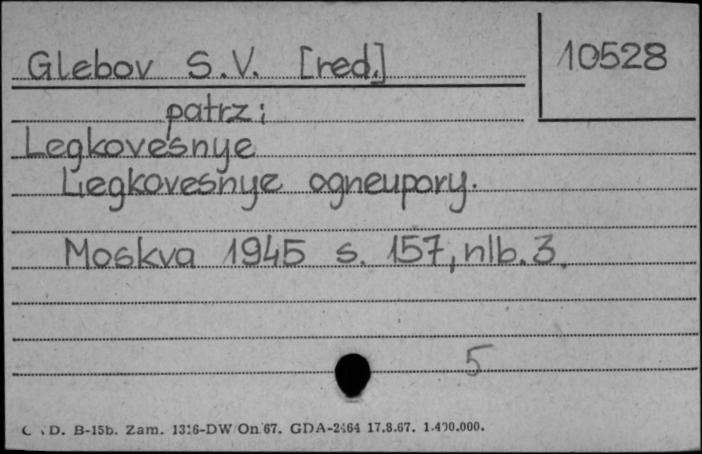 Glebov S.V. [red.]
10528
patrz:
Legkovesnye
Legkovesnye ogneupory.
Moskva 1945 s. 157, nlb. 3.
5
D. B-15b. Zam. 1316-DW/On/67. GDA-2464 17.8.67. 1.400.000.